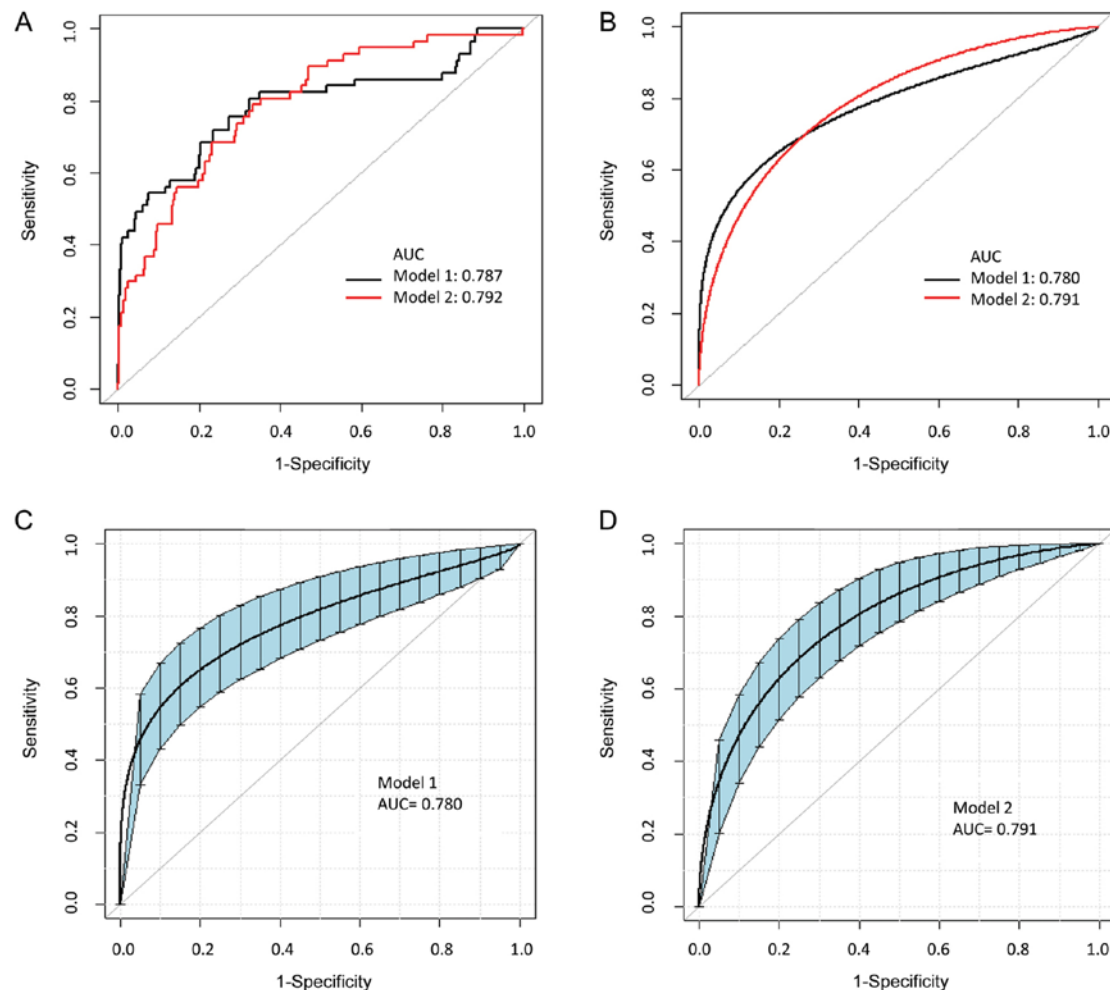 A
1.0
0.8
0.6
0.4
0.2
0.0
Sensitivity
AUC
Model 1: 0.787
Model 2: 0.792
0.0 0.2 0.4 0.6 0.8 1.0
1-Specificity
B
1.0
0.8
0.6
0.4
0.2
0.0
Sensitivity
AUC
Model 1: 0.780
Model 2: 0.791
0.0 0.2 0.4 0.6 0.8 1.0
1-Specificity
C
1.0
0.8
0.6
0.4
0.2
0.0
Sensitivity
Model 1
AUC= 0.780
0.0 0.2 0.4 0.6 0.8 1.0
1-Specificity
D
1.0
0.8
0.6
0.4
0.2
0.0
Sensitivity
Model 2
AUC= 0.791
0.0 0.2 0.4 0.6 0.8 1.0
1-Specificity